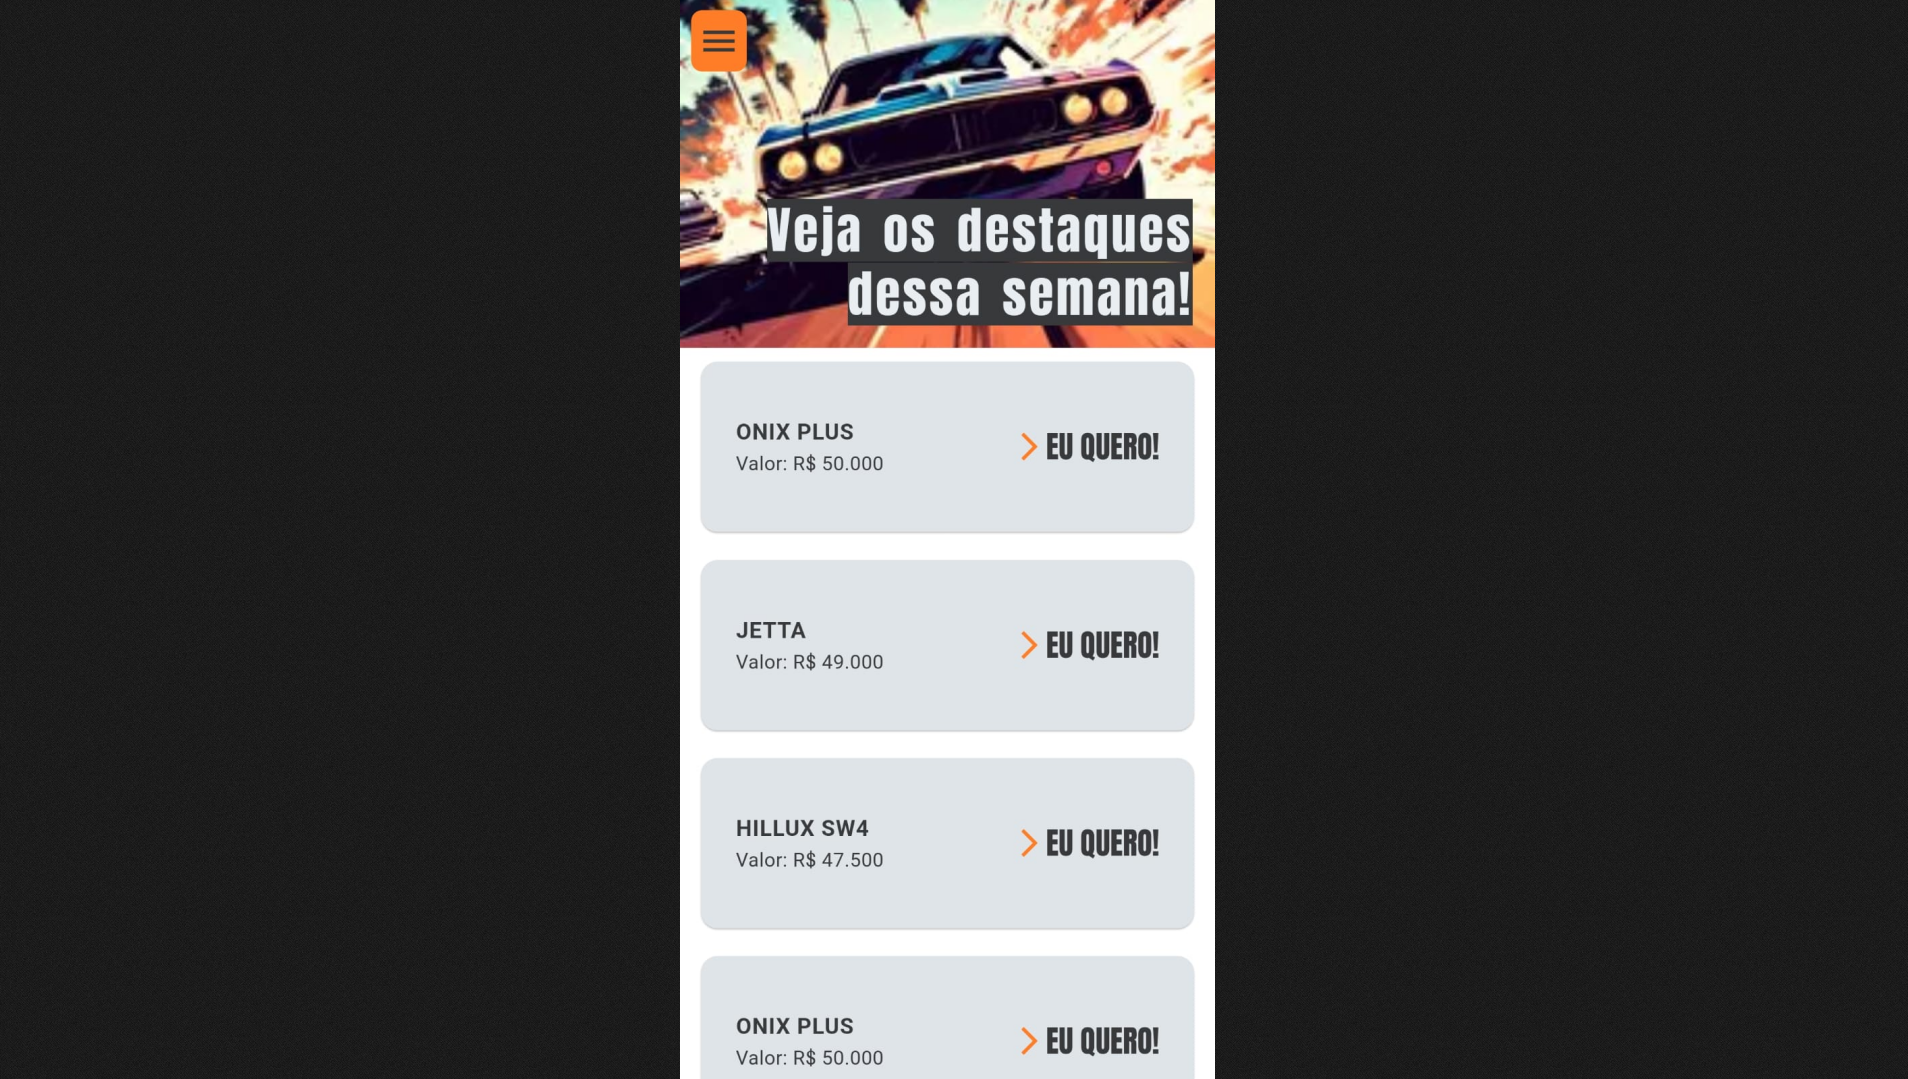 Veja os destaques
dessa semana!
ONIX PLUS
Valor: R$ 50.000
EU QUERO!
JETTA
Valor: R$ 49.000
EU QUERO!
HILLUX SW4
Valor: R$ 47.500
EU QUERO!
ONIX PLUS
Valor: R$ 50.000
EU QUERO!